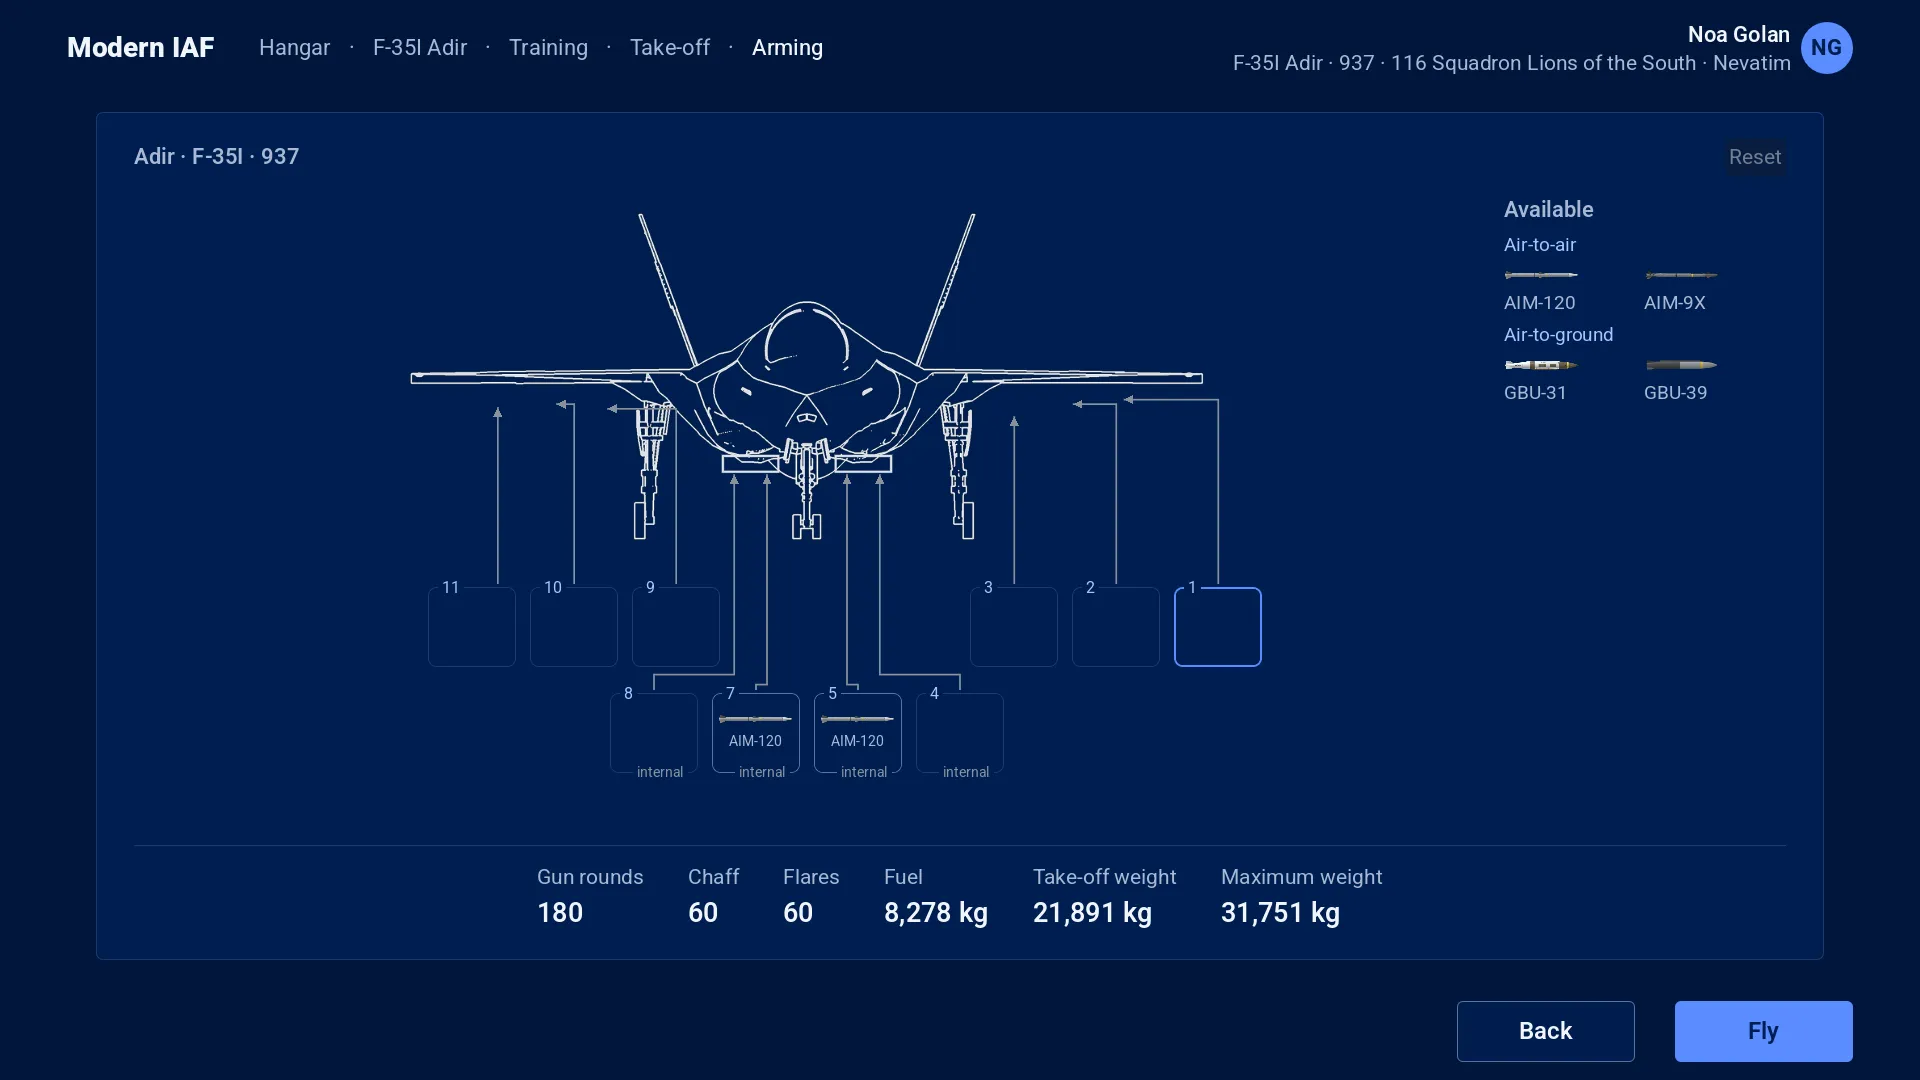 Modern IAF
Hangar · F-35I Adir · Training · Take-off · Arming
Noa Golan
F-35I Adir · 937 · 116 Squadron Lions of the South · Nevatim
NG
Adir · F-35I · 937
Reset
Available
Air-to-air
AIM-120 AIM-9X
Air-to-ground
GBU-31 GBU-39
11 10 9 3 2 1
8 7 5 4
AIM-120 AIM-120
internal internal internal internal
Gun rounds Chaff Flares Fuel Take-off weight Maximum weight
180 60 60 8,278 kg 21,891 kg 31,751 kg
Back Fly